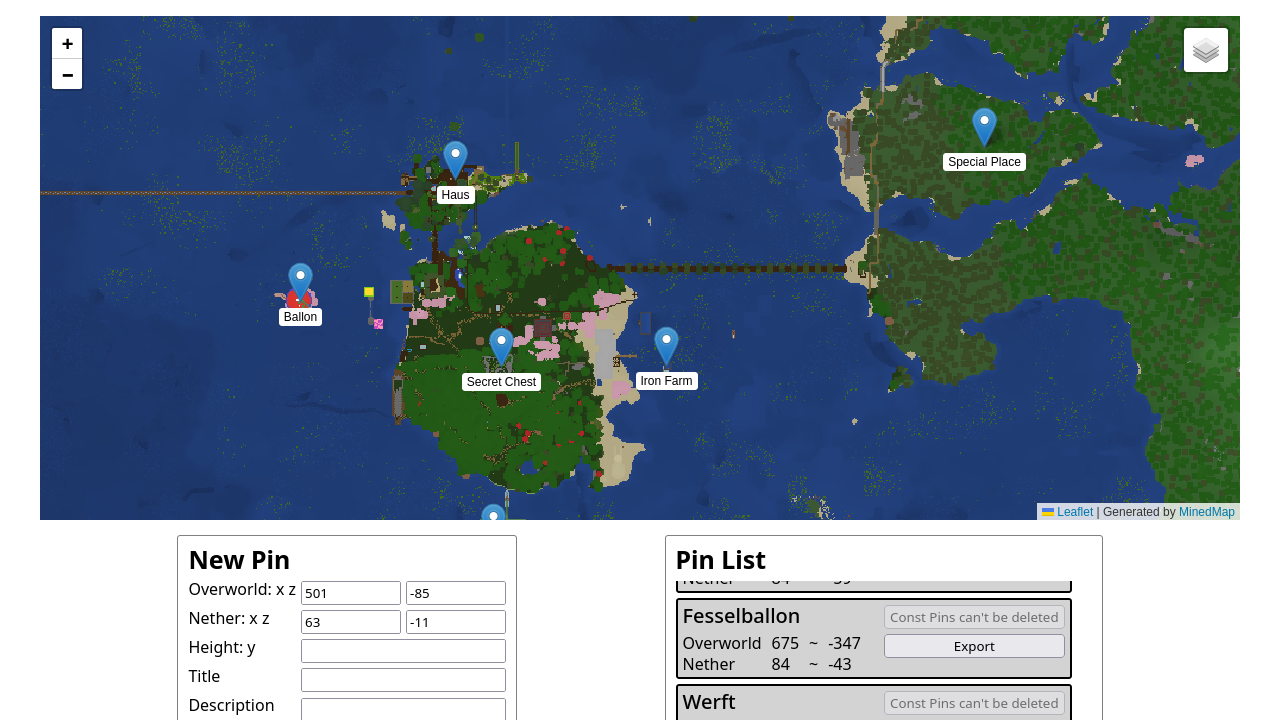 +
−
Special Place
Haus
Ballon
Secret Chest
Iron Farm
Leaflet | Generated by MinedMap
New Pin
Overworld: x z 501 -85
Nether: x z 63 -11
Height: y
Title
Description
Pin List
Fesselballon
Const Pins can't be deleted
Overworld 675 ~ -347
Export
Nether 84 ~ -43
Werft
Const Pins can't be deleted